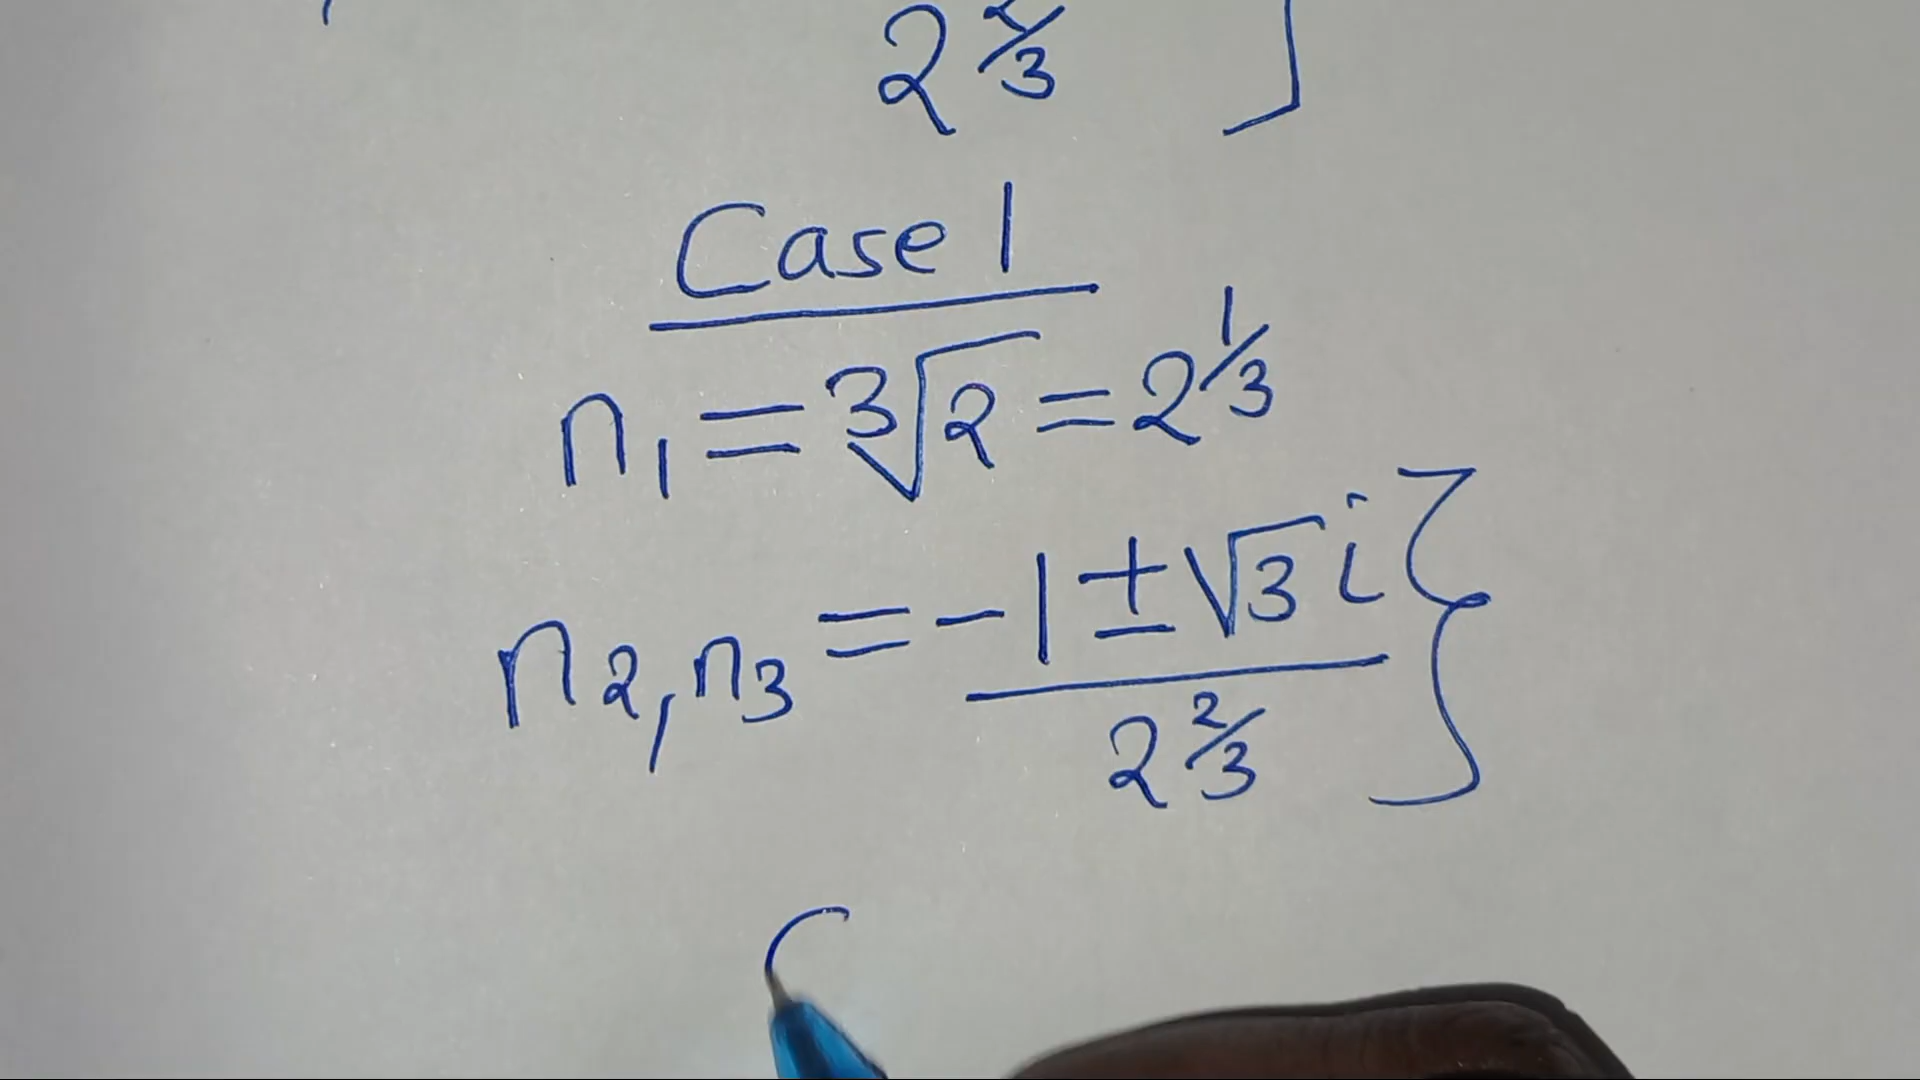 2^(2/3) ]
Case 1
n₁ = ∛2 = 2^(1/3)
n₂,n₃ = (-1 ± √3 i) / 2^(2/3) }